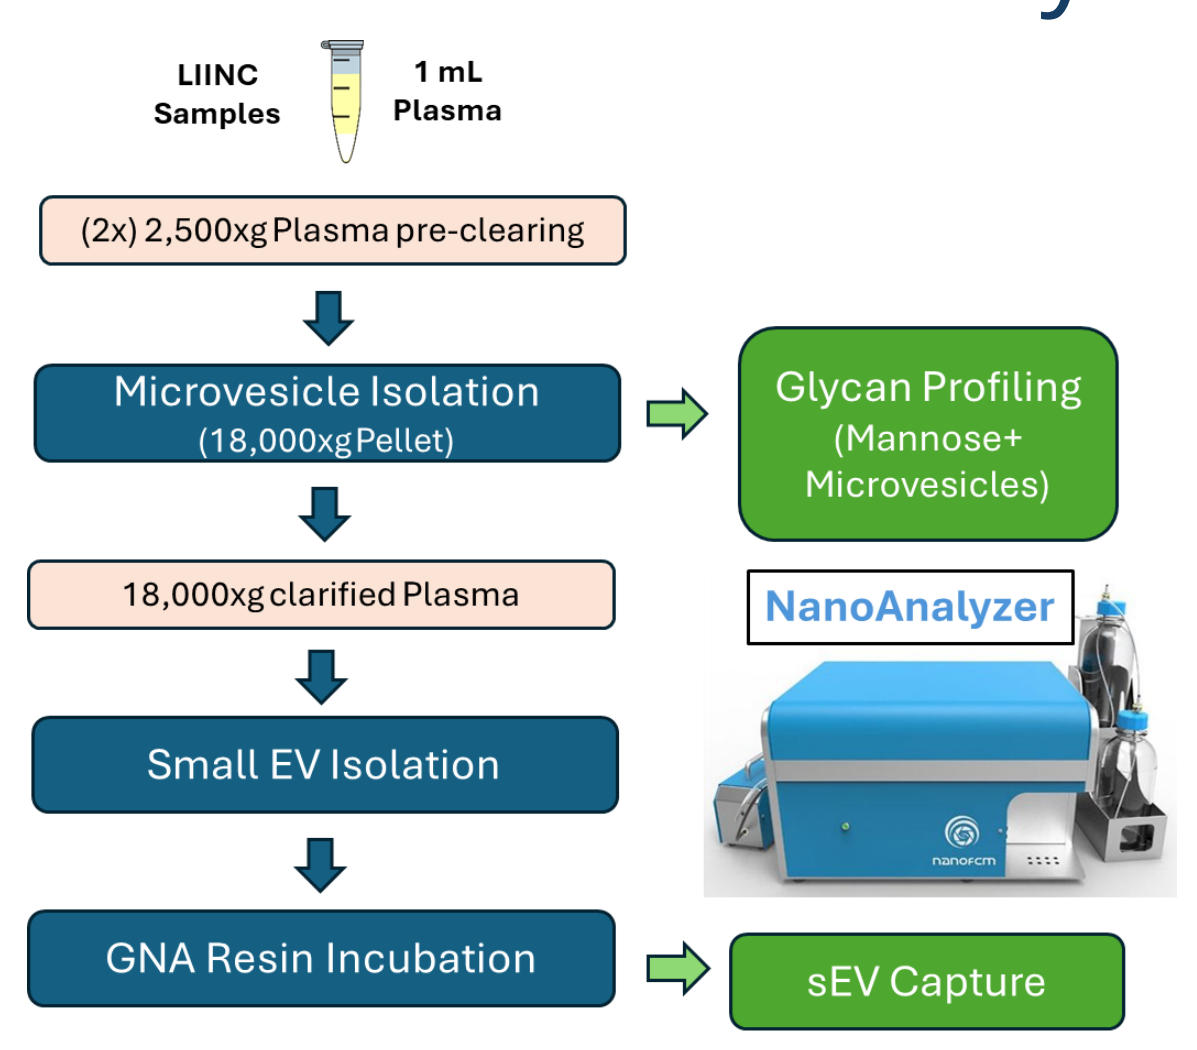 LIINC
Samples
1 mL
Plasma
(2x) 2,500xg Plasma pre-clearing
Microvesicle Isolation
(18,000xg Pellet)
Glycan Profiling
(Mannose+
Microvesicles)
18,000xg clarified Plasma
NanoAnalyzer
Small EV Isolation
nanoFCM
GNA Resin Incubation
sEV Capture